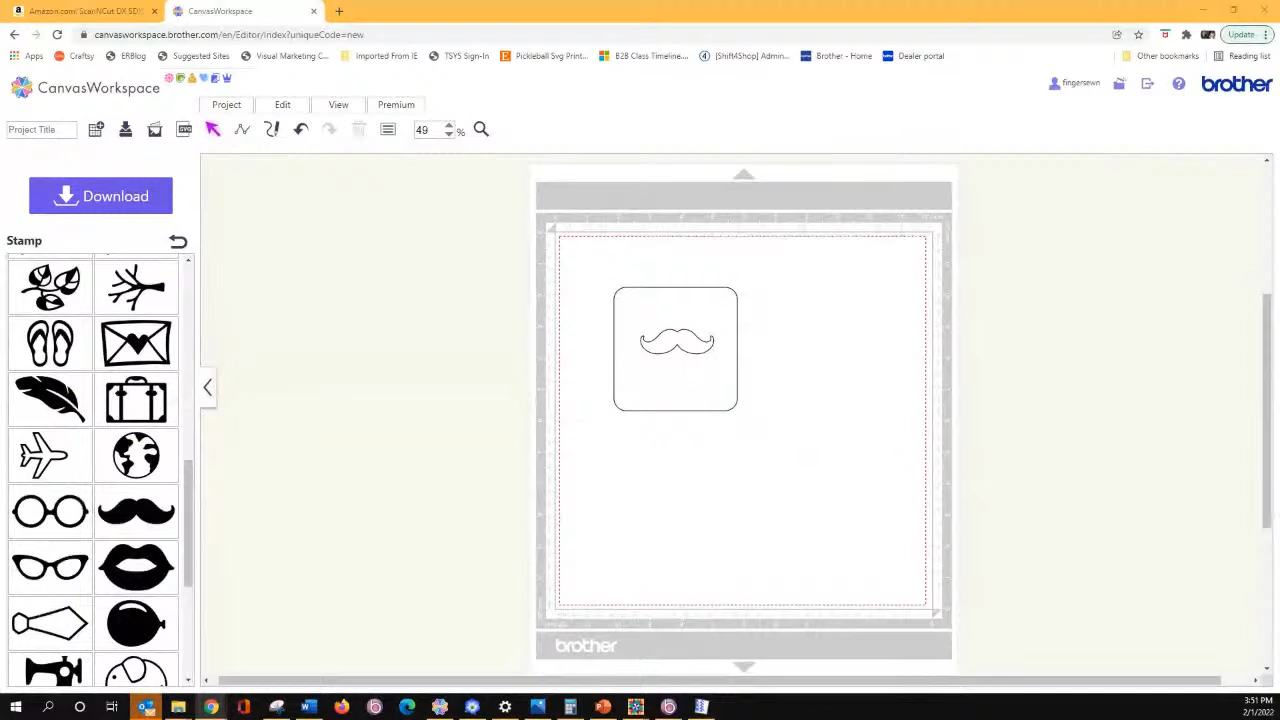 Amazon.com: ScanNCut DX SD
CanvasWorkspace
canvasworkspace.brother.com/en/Editor/Index?uniqueCode=new
Update
Apps
Craftsy
ERBlog
Suggested Sites
Visual Marketing C...
Imported From IE
TSYS Sign-In
Pickleball Svg Print...
B2B Class Timeline....
[Shift4Shop] Admin...
Brother - Home
Dealer portal
Other bookmarks
Reading list
CanvasWorkspace
fingersewn
brother
Project
Edit
View
Premium
Project Title
SVG
49
%
Download
Stamp
brother
3:51 PM
2/1/2022